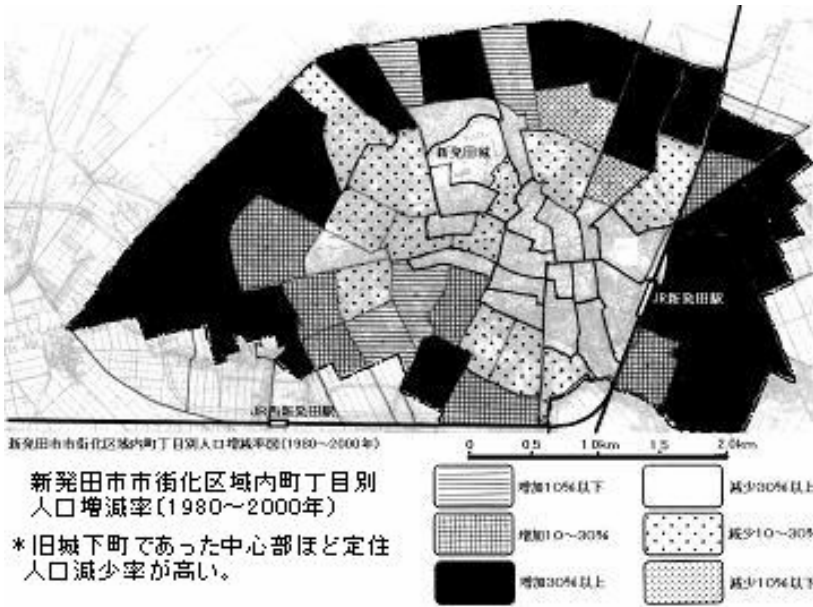 新発田城
JR新発田駅
JR西新発田駅
新発田市市街化区域内町丁目別人口増減率図(1980～2000年)
0 0.5 1.0km 1.5 2.0km
新発田市市街化区域内町丁目別
人口増減率(1980～2000年)
*旧城下町であった中心部ほど定住
人口減少率が高い。
増加10%以下
減少30%以上
増加10～30%
減少10～30%
増加30%以上
減少10%以下